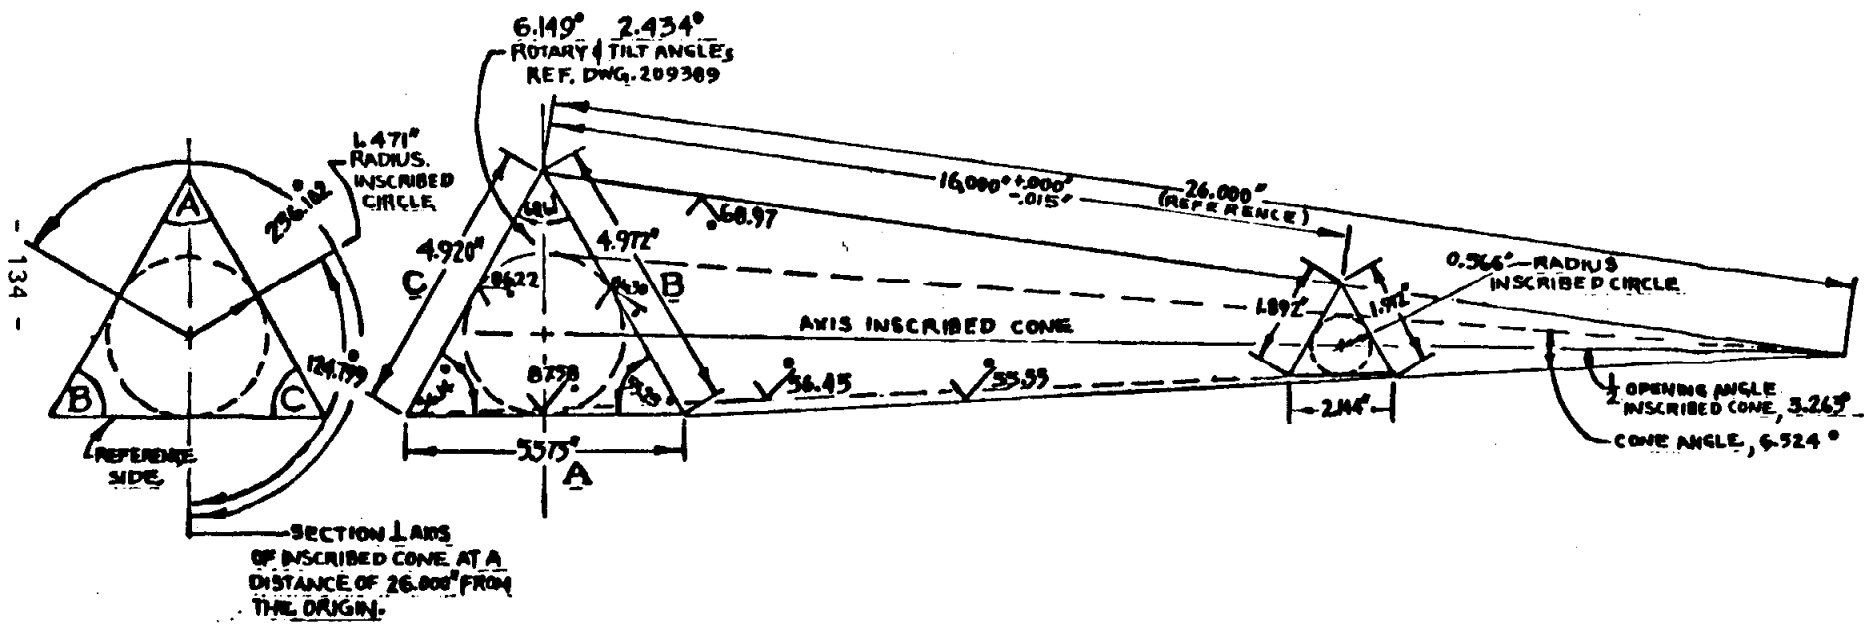 6.149° 2.434°
ROTARY & TILT ANGLES
REF. DWG. 209389
1.471"
RADIUS.
INSCRIBED
CIRCLE
236.182°
124.799°
A
B
C
REFERENCE
SIDE
SECTION ⊥ AXIS
OF INSCRIBED CONE AT A
DISTANCE OF 26.000" FROM
THE ORIGIN.
- 134 -
4.920"
C
4.972"
B
86.22
87.58°
5.575"
A
68.97°
16.000" +.000"
-.015"
26.000"
(REFERENCE)
AXIS INSCRIBED CONE
56.45°
55.55°
1.892"
1.912"
2.144"
0.566"-RADIUS
INSCRIBED CIRCLE
1/2 OPENING ANGLE
INSCRIBED CONE, 3.263°
CONE ANGLE, 6.524°